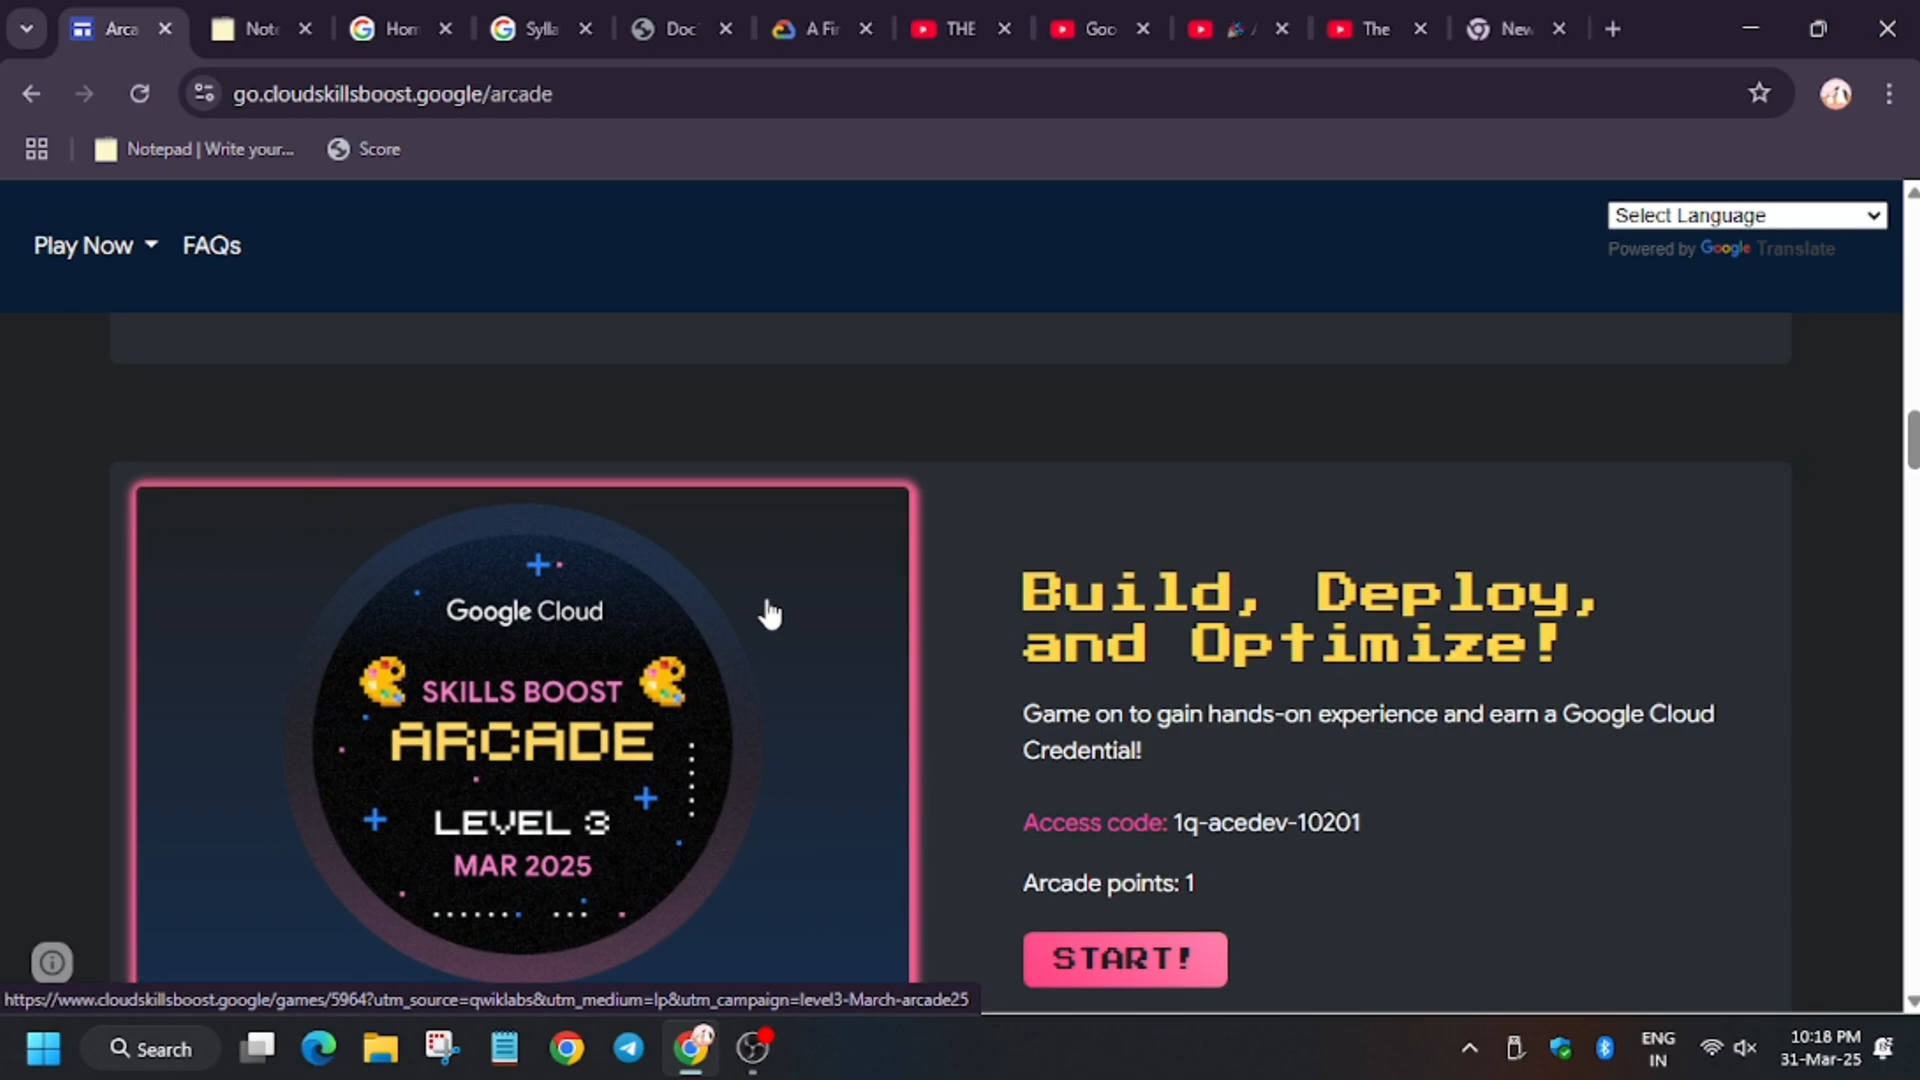 Arca
Note
Hom
Sylla
Doc
A Fir
THE
Goo
The
New
go.cloudskillsboost.google/arcade
Notepad | Write your...
Score
Play Now
FAQs
Select Language
Powered by Google Translate
Google Cloud
SKILLS BOOST
ARCADE
LEVEL 3
MAR 2025
Build, Deploy,
and Optimize!
Game on to gain hands-on experience and earn a Google Cloud
Credential!
Access code: 1q-acedev-10201
Arcade points: 1
START!
https://www.cloudskillsboost.google/games/5964?utm_source=qwiklabs&utm_medium=lp&utm_campaign=level3-March-arcade25
Search
ENG
IN
10:18 PM
31-Mar-25